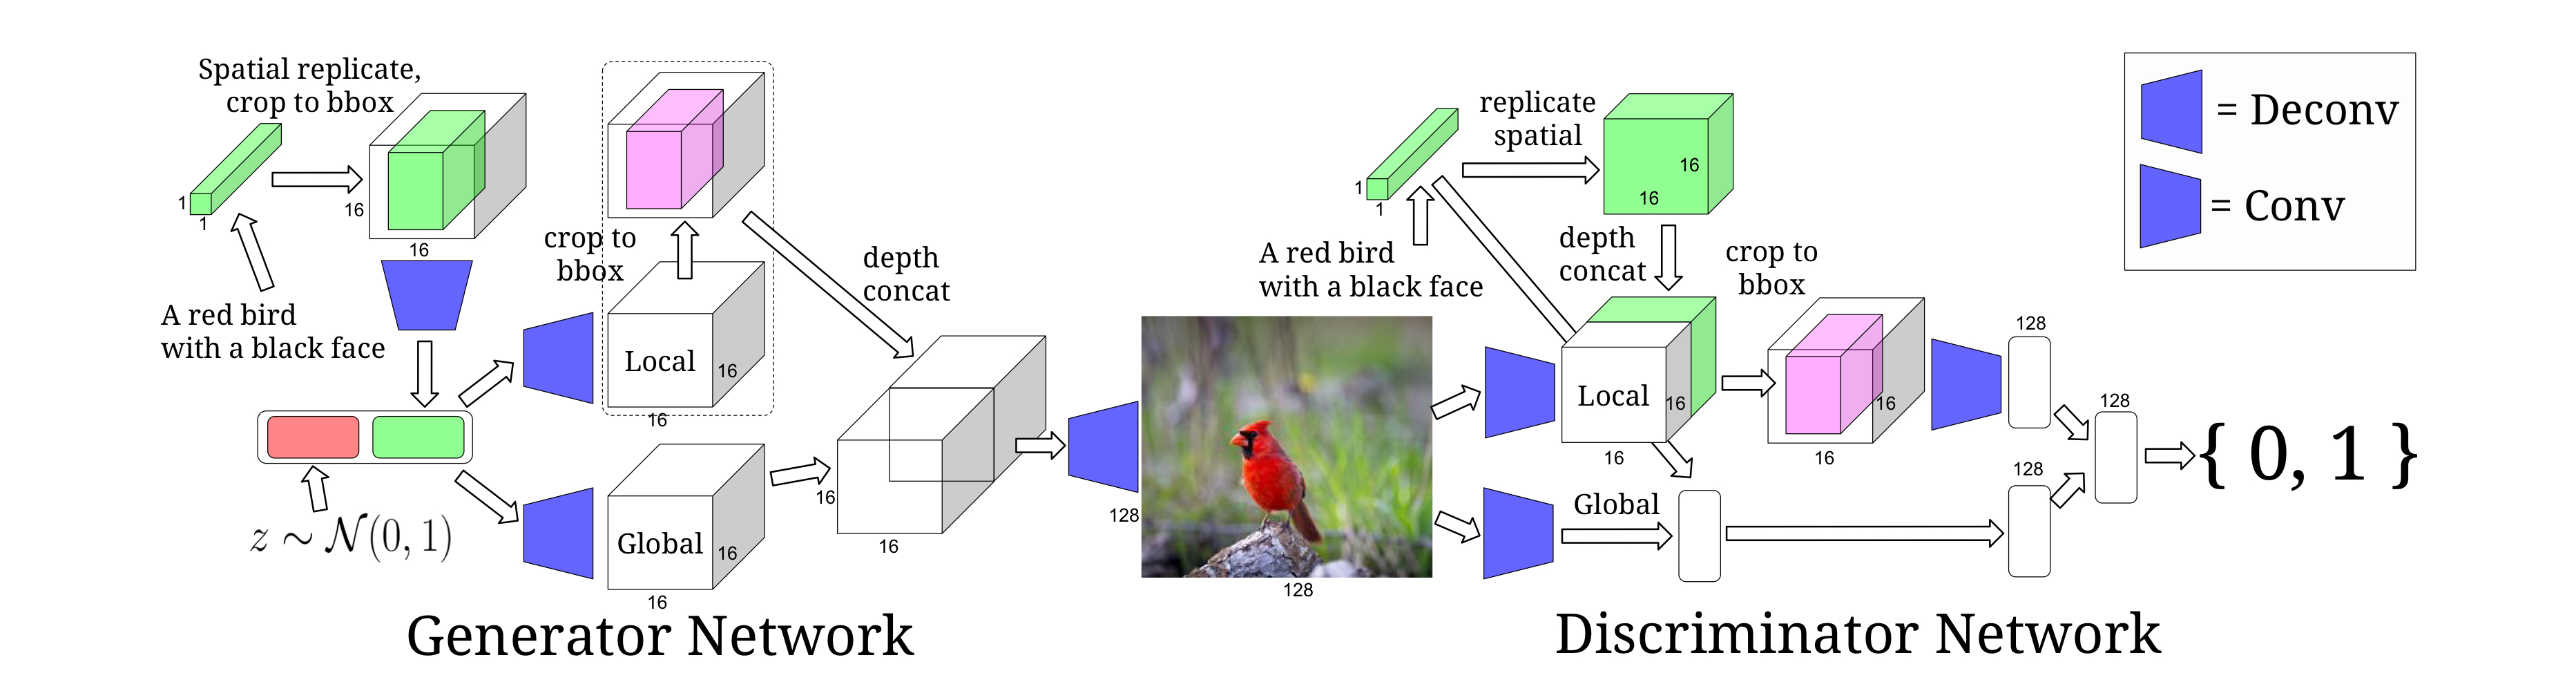 Spatial replicate,
crop to bbox
1
1
16
16
A red bird
with a black face
z ∼ 𝒩(0, 1)
crop to
bbox
Local
16
16
Global
16
16
depth
concat
16
16
128
128
Generator Network
A red bird
with a black face
1
1
replicate
spatial
16
16
depth
concat
Local
16
16
crop to
bbox
16
16
Global
128
128
128
{ 0, 1 }
Discriminator Network
= Deconv
= Conv